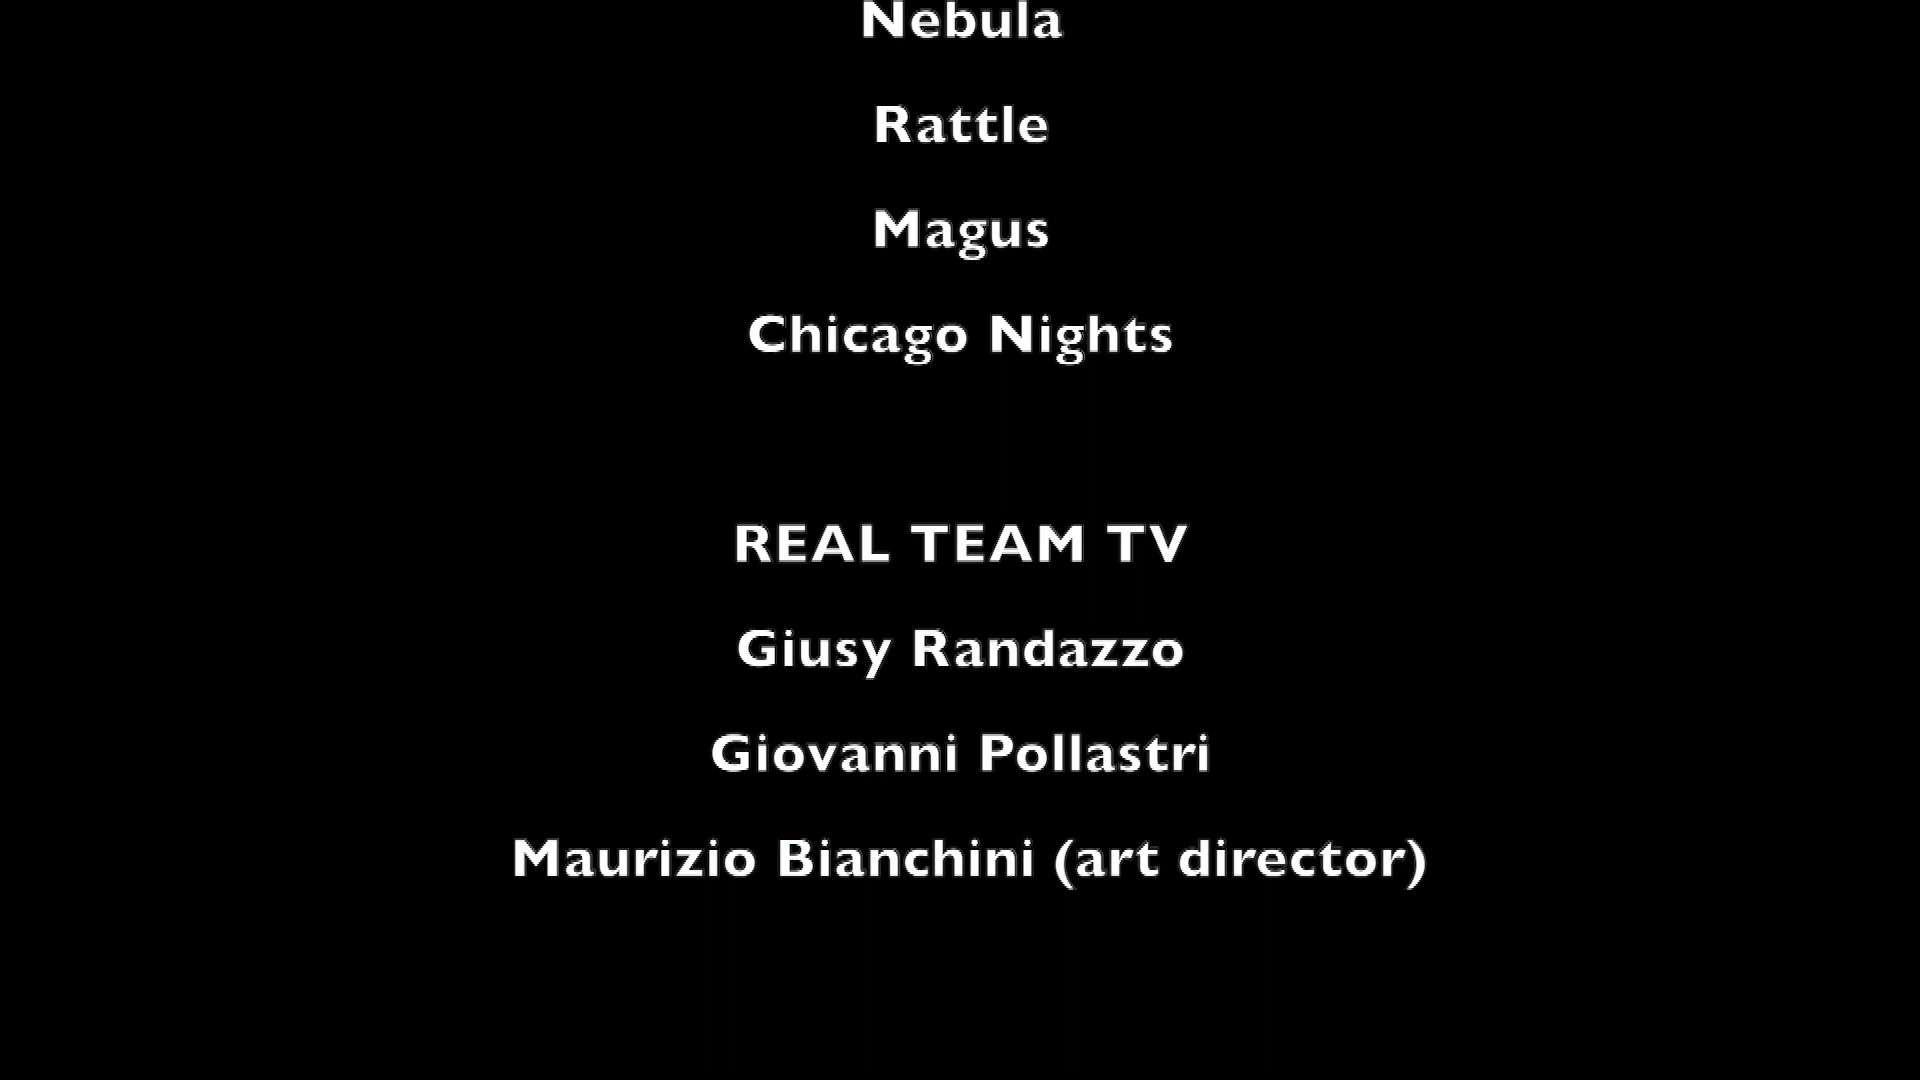 Nebula
Rattle
Magus
Chicago Nights
REAL TEAM TV
Giusy Randazzo
Giovanni Pollastri
Maurizio Bianchini (art director)